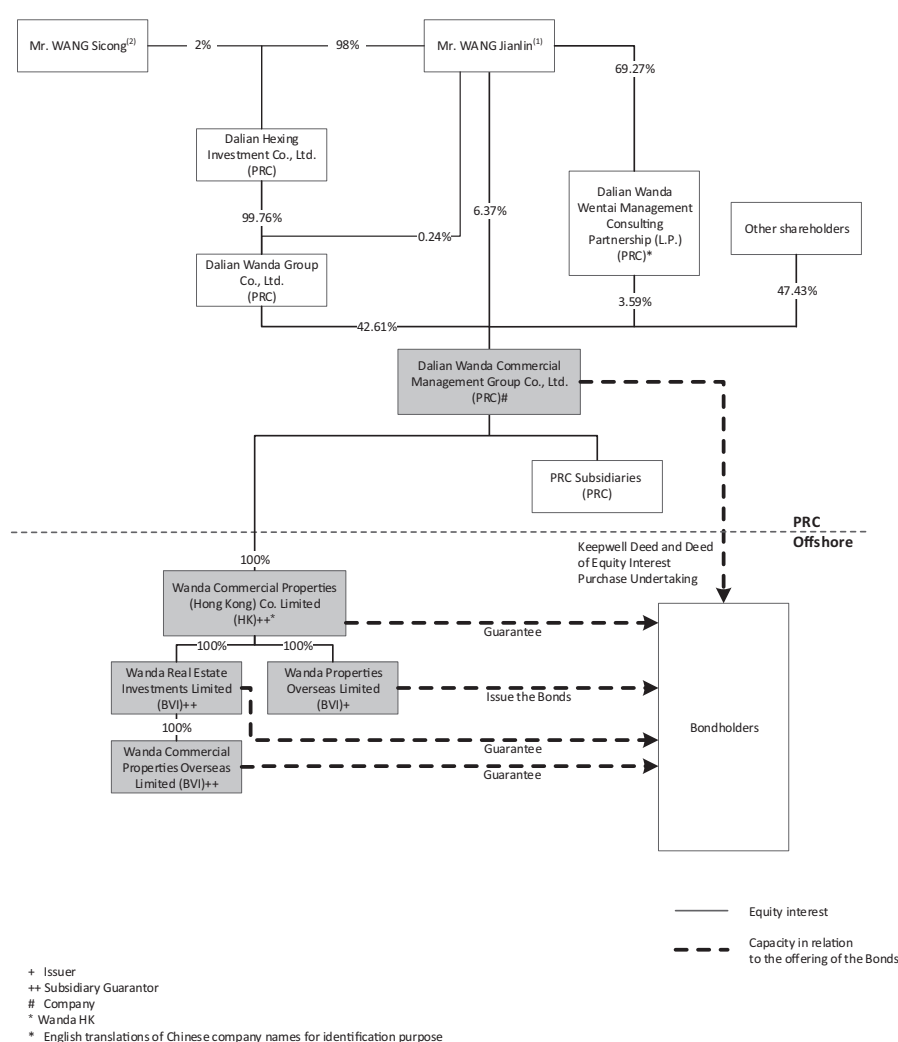 Mr. WANG Sicong(2)
2%
98%
Mr. WANG Jianlin(1)
69.27%
Dalian Hexing
Investment Co., Ltd.
(PRC)
Dalian Wanda
Wentai Management
Consulting
Partnership (L.P.)
(PRC)*
99.76%
6.37%
Other shareholders
0.24%
Dalian Wanda Group
Co., Ltd.
(PRC)
3.59%
47.43%
42.61%
Dalian Wanda Commercial
Management Group Co., Ltd.
(PRC)#
PRC Subsidiaries
(PRC)
PRC
Offshore
Keepwell Deed and Deed
of Equity Interest
Purchase Undertaking
100%
Wanda Commercial Properties
(Hong Kong) Co. Limited
(HK)++*
Guarantee
100%
100%
Wanda Real Estate
Investments Limited
(BVI)++
Wanda Properties
Overseas Limited
(BVI)+
Issue the Bonds
Bondholders
100%
Guarantee
Wanda Commercial
Properties Overseas
Limited (BVI)++
Guarantee
Equity interest
Capacity in relation
to the offering of the Bonds
+ Issuer
++ Subsidiary Guarantor
# Company
* Wanda HK
* English translations of Chinese company names for identification purpose